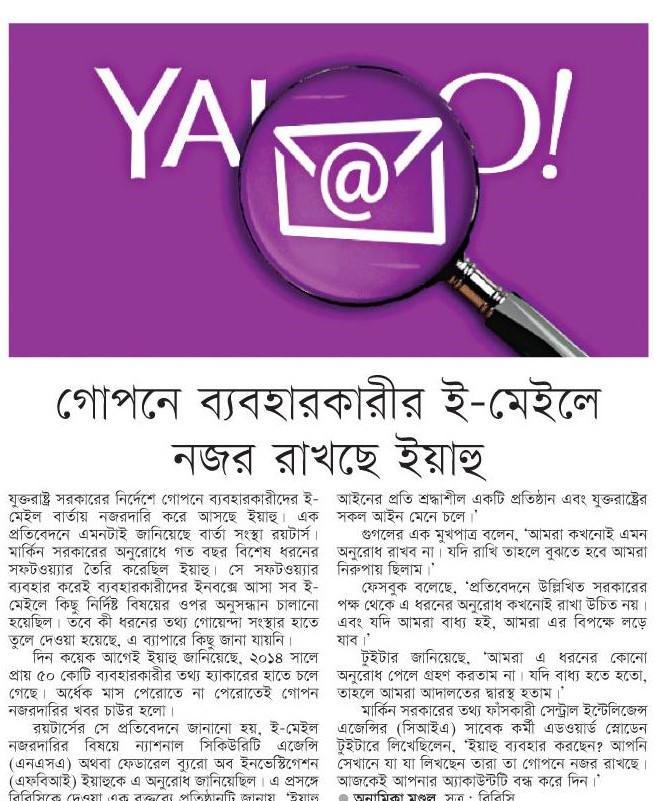 YA
O!
@
গোপনে ব্যবহারকারীর ই-মেইলে
নজর রাখছে ইয়াহু
যুক্তরাষ্ট্র সরকারের নির্দেশে গোপনে ব্যবহারকারীদের ই-
মেইল বার্তায় নজরদারি করে আসছে ইয়াহু। এক
প্রতিবেদনে এমনটাই জানিয়েছে বার্তা সংস্থা রয়টার্স।
মার্কিন সরকারের অনুরোধে গত বছর বিশেষ ধরনের
সফটওয়্যার তৈরি করেছিল ইয়াহু। সে সফটওয়্যার
ব্যবহার করেই ব্যবহারকারীদের ইনবক্সে আসা সব ই-
মেইলে কিছু নির্দিষ্ট বিষয়ের ওপর অনুসন্ধান চালানো
হয়েছিল। তবে কী ধরনের তথ্য গোয়েন্দা সংস্থার হাতে
তুলে দেওয়া হয়েছে, এ ব্যাপারে কিছু জানা যায়নি।
দিন কয়েক আগেই ইয়াহু জানিয়েছে, ২০১৪ সালে
প্রায় ৫০ কোটি ব্যবহারকারীর তথ্য হ্যাকারের হাতে চলে
গেছে। অর্ধেক মাস পেরোতে না পেরোতেই গোপন
নজরদারির খবর চাউর হলো।
রয়টার্সের সে প্রতিবেদনে জানানো হয়, ই-মেইল
নজরদারির বিষয়ে ন্যাশনাল সিকিউরিটি এজেন্সি
(এনএসএ) অথবা ফেডারেল ব্যুরো অব ইনভেস্টিগেশন
(এফবিআই) ইয়াহুকে এ অনুরোধ জানিয়েছিল। এ প্রসঙ্গে
বিবিসিকে দেওয়া এক বক্তব্যে প্রতিষ্ঠানটি জানায়, ‘ইয়াহু
আইনের প্রতি শ্রদ্ধাশীল একটি প্রতিষ্ঠান এবং যুক্তরাষ্ট্রের
সকল আইন মেনে চলে।’
গুগলের এক মুখপাত্র বলেন, ‘আমরা কখনোই এমন
অনুরোধ রাখব না। যদি রাখি তাহলে বুঝতে হবে আমরা
নিরুপায় ছিলাম।’
ফেসবুক বলেছে, ‘প্রতিবেদনে উল্লিখিত সরকারের
পক্ষ থেকে এ ধরনের অনুরোধ কখনোই রাখা উচিত নয়।
এবং যদি আমরা বাধ্য হই, আমরা এর বিপক্ষে লড়ে
যাব।’
টুইটার জানিয়েছে, ‘আমরা এ ধরনের কোনো
অনুরোধ পেলে গ্রহণ করতাম না। যদি বাধ্য হতে হতো,
তাহলে আমরা আদালতের দ্বারস্থ হতাম।’
মার্কিন সরকারের তথ্য ফাঁসকারী সেন্ট্রাল ইন্টেলিজেন্স
এজেন্সির (সিআইএ) সাবেক কর্মী এডওয়ার্ড স্নোডেন
টুইটারে লিখেছিলেন, ‘ইয়াহু ব্যবহার করছেন? আপনি
সেখানে যা যা লিখছেন তারা তা গোপনে নজর রাখছে।
আজকেই আপনার অ্যাকাউন্টটি বন্ধ করে দিন।’
● অনামিকা মণ্ডল, সূত্র: বিবিসি